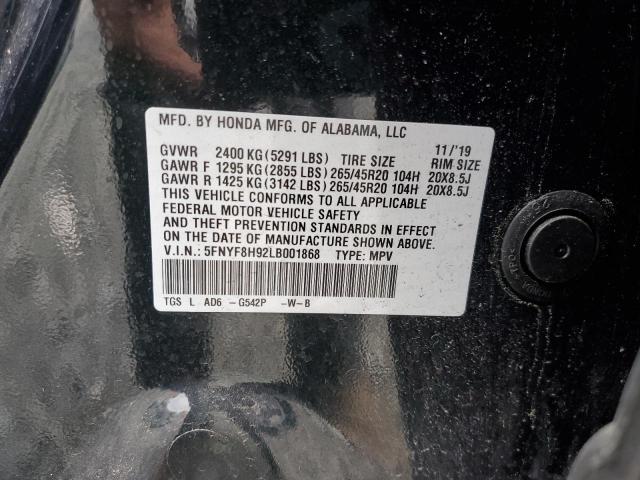 MFD. BY HONDA MFG. OF ALABAMA, LLC 11/'19
GVWR 2400 KG(5291 LBS) TIRE SIZE RIM SIZE
GAWR F 1295 KG(2855 LBS) 265/45R20 104H 20X8.5J
GAWR R 1425 KG(3142 LBS) 265/45R20 104H 20X8.5J
THIS VEHICLE CONFORMS TO ALL APPLICABLE
FEDERAL MOTOR VEHICLE SAFETY
AND THEFT PREVENTION STANDARDS IN EFFECT
ON THE DATE OF MANUFACTURE SHOWN ABOVE.
V.I.N.: 5FNYF8H92LB001868 TYPE: MPV
TGS L AD6 -G542P -W-B